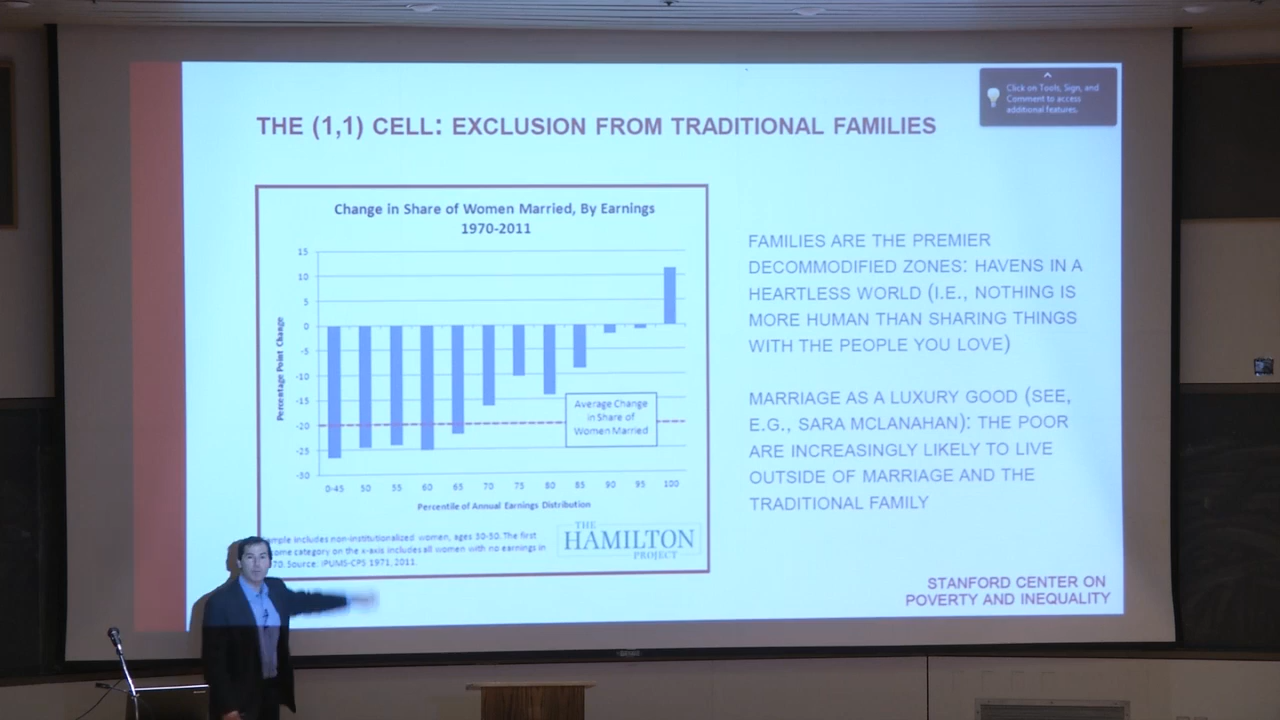 Click on Tools, Sign, and
Comment to access
additional features.
THE (1,1) CELL: EXCLUSION FROM TRADITIONAL FAMILIES
Change in Share of Women Married, By Earnings
1970-2011
15
10
5
0
-5
-10
-15
-20
-25
-30
Percentage Point Change
Average Change
in Share of
Women Married
0-45 50 55 60 65 70 75 80 85 90 95 100
Percentile of Annual Earnings Distribution
includes non-institutionalized women, ages 30-50. The first
category on the x-axis includes all women with no earnings in
70. Source: IPUMS-CPS 1971, 2011.
THE
HAMILTON
PROJECT
FAMILIES ARE THE PREMIER
DECOMMODIFIED ZONES: HAVENS IN A
HEARTLESS WORLD (I.E., NOTHING IS
MORE HUMAN THAN SHARING THINGS
WITH THE PEOPLE YOU LOVE)
MARRIAGE AS A LUXURY GOOD (SEE,
E.G., SARA MCLANAHAN): THE POOR
ARE INCREASINGLY LIKELY TO LIVE
OUTSIDE OF MARRIAGE AND THE
TRADITIONAL FAMILY
STANFORD CENTER ON
POVERTY AND INEQUALITY